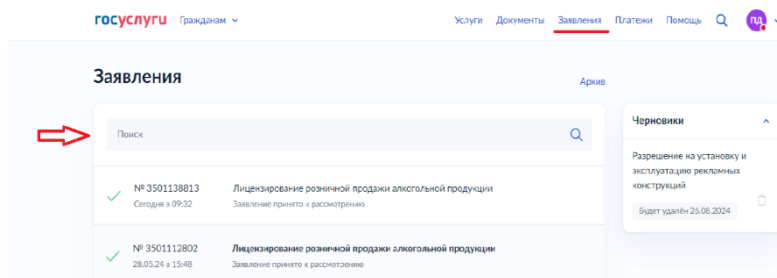 госуслуги Гражданам Услуги Документы Заявления Платежи Помощь ПД
Заявления
Архив
Поиск
№ 3501138813 Лицензирование розничной продажи алкогольной продукции
Сегодня в 09:32 Заявление принято к рассмотрению
№ 3501112802 Лицензирование розничной продажи алкогольной продукции
28.05.24 в 15:48 Заявление принято к рассмотрению
Черновики
Разрешение на установку и
эксплуатацию рекламных
конструкций
Будет удалён 26.08.2024